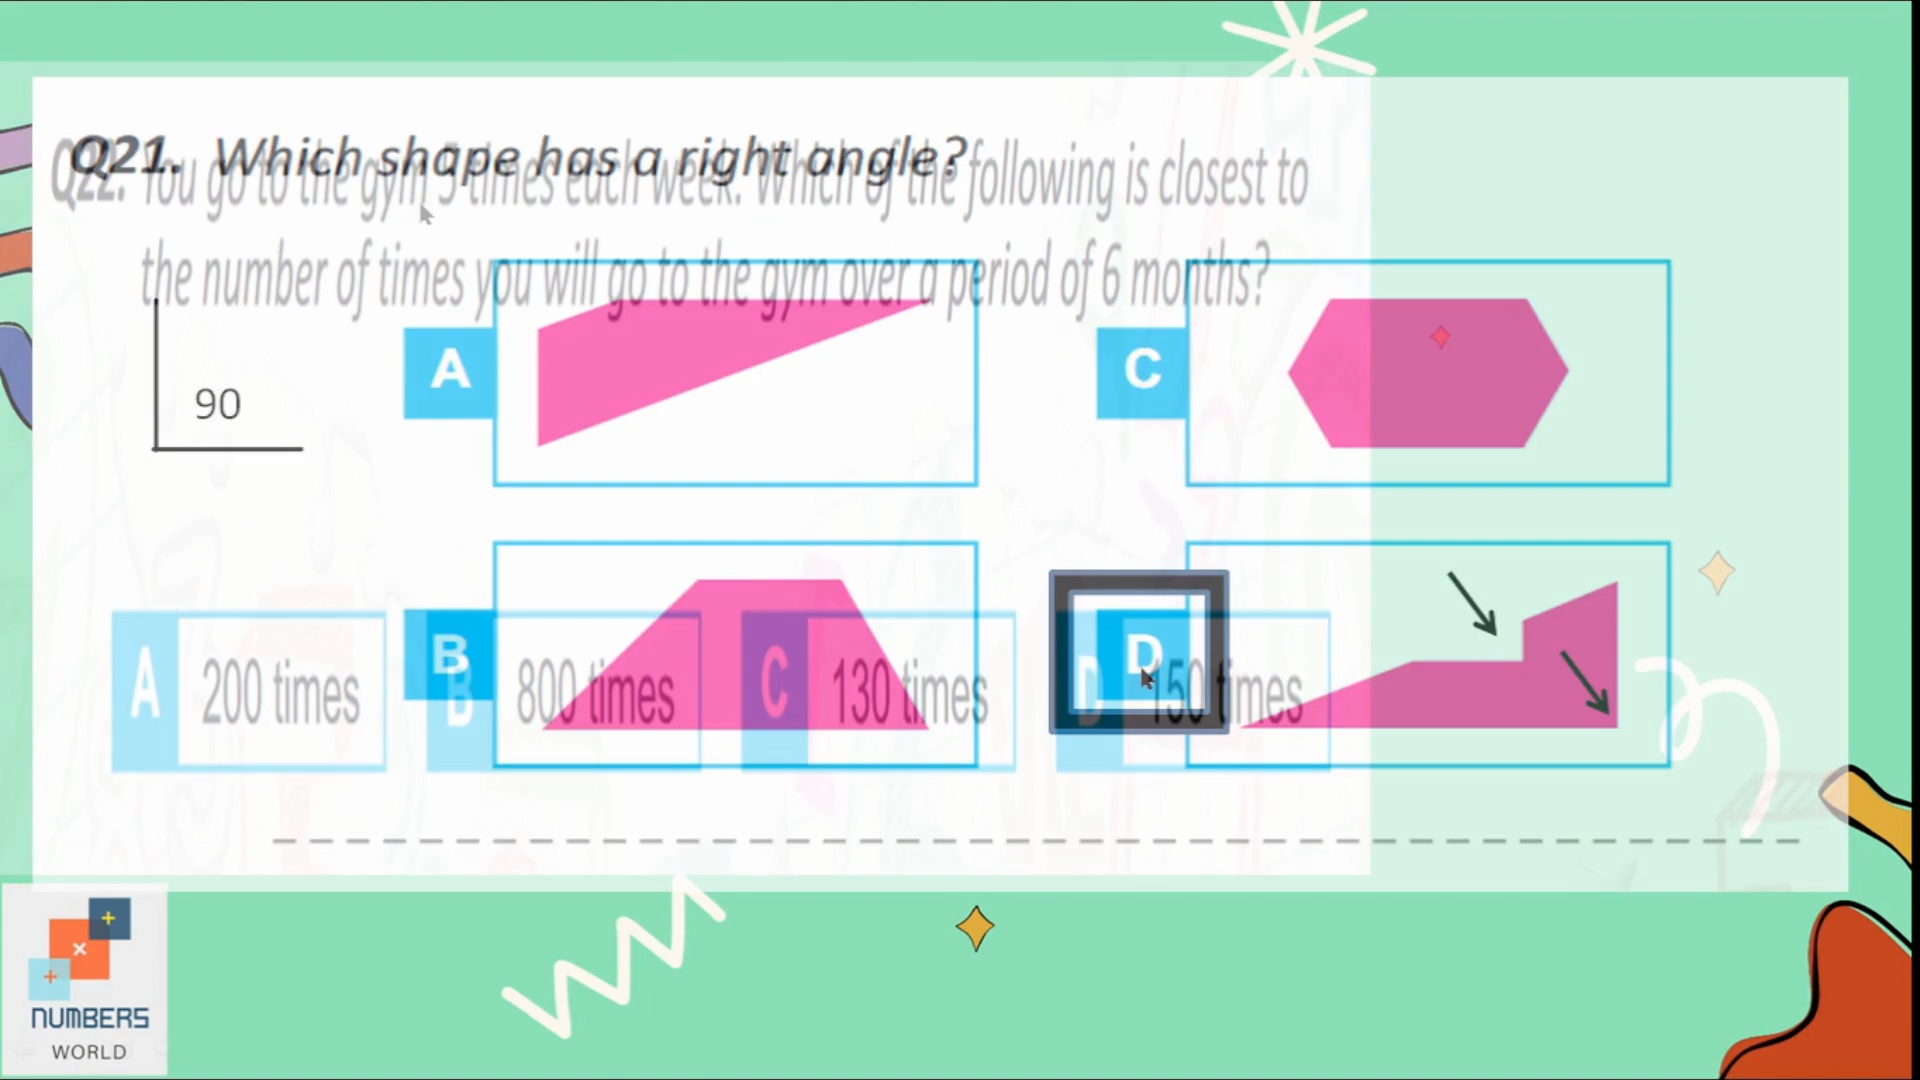 Q21. Which shape has a right angle?
Q22. You go to the gym 5 times each week. Which of the following is closest to
the number of times you will go to the gym over a period of 6 months?
90
A
C
B
D
A 200 times
B 800 times
C 130 times
D 150 times
NUMBERS
WORLD